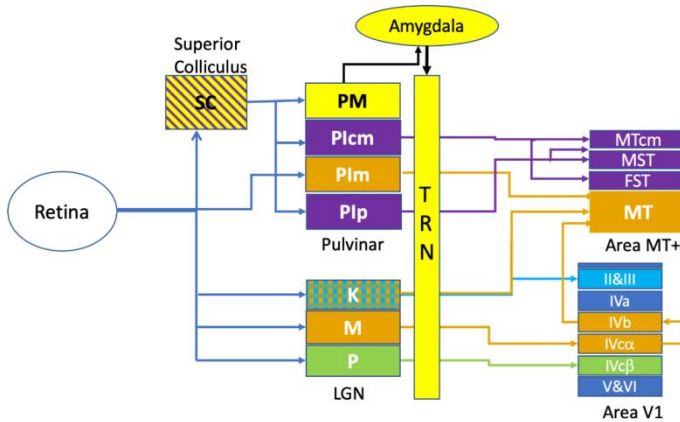 Amygdala
Superior
Colliculus
SC
PM
PIcm
PIm
PIp
Pulvinar
TRN
Retina
K
M
P
LGN
MTcm
MST
FST
MT
Area MT+
II&III
IVa
IVb
IVcα
IVcβ
V&VI
Area V1